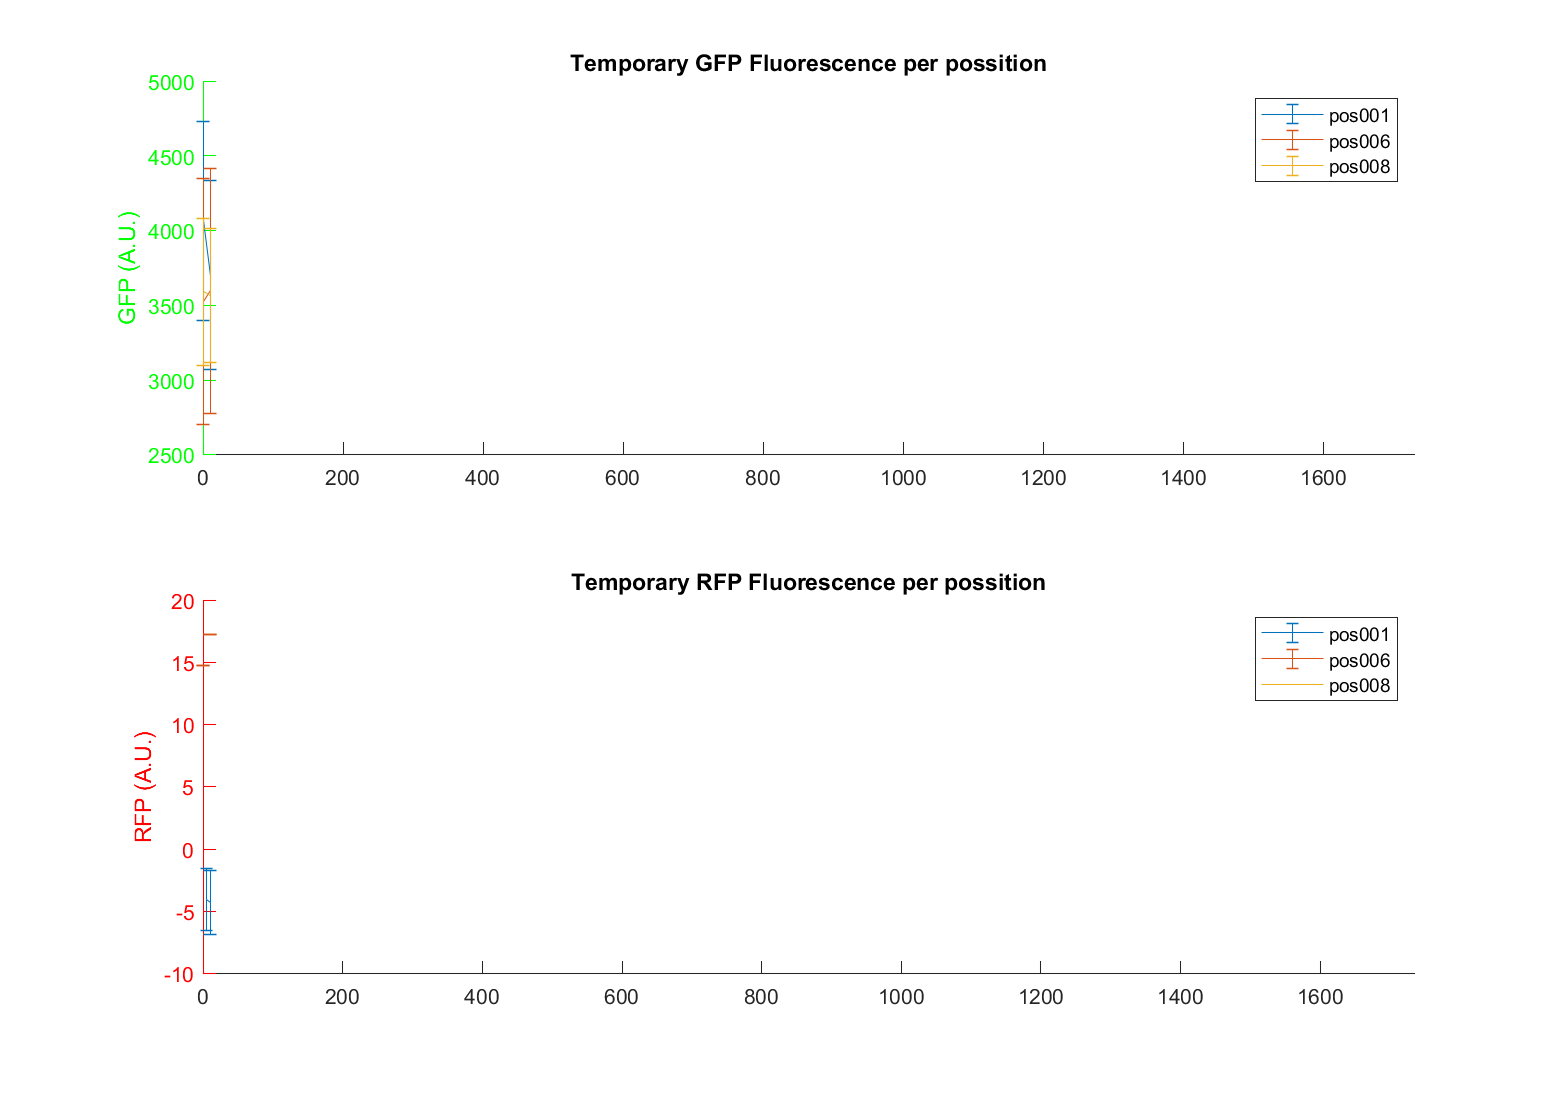 Temporary GFP Fluorescence per possition
5000
4500
4000
3500
3000
2500
GFP (A.U.)
pos001
pos006
pos008
0 200 400 600 800 1000 1200 1400 1600
Temporary RFP Fluorescence per possition
20
15
10
5
0
-5
-10
RFP (A.U.)
pos001
pos006
pos008
0 200 400 600 800 1000 1200 1400 1600